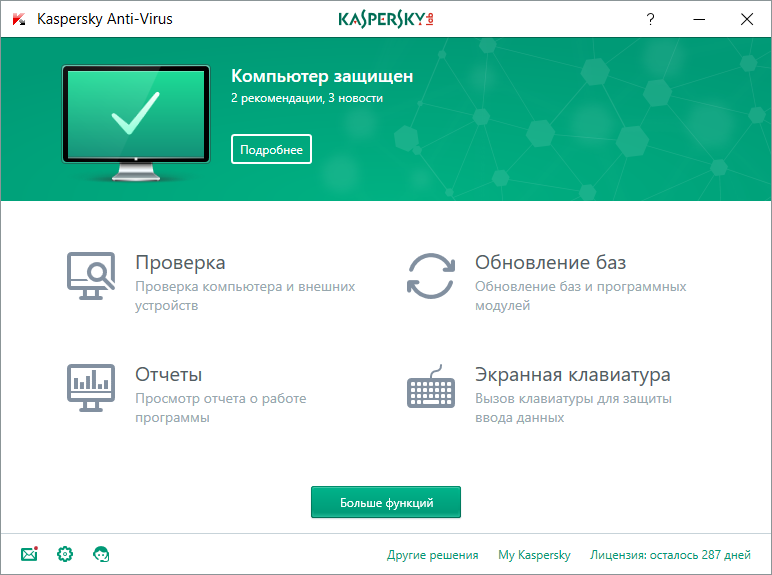 Kaspersky Anti-Virus
KASPERSKY LAB
?
Компьютер защищен
2 рекомендации, 3 новости
Подробнее
Проверка
Проверка компьютера и внешних
устройств
Обновление баз
Обновление баз и программных
модулей
Отчеты
Просмотр отчета о работе
программы
Экранная клавиатура
Вызов клавиатуры для защиты
ввода данных
Больше функций
Другие решения
My Kaspersky
Лицензия: осталось 287 дней